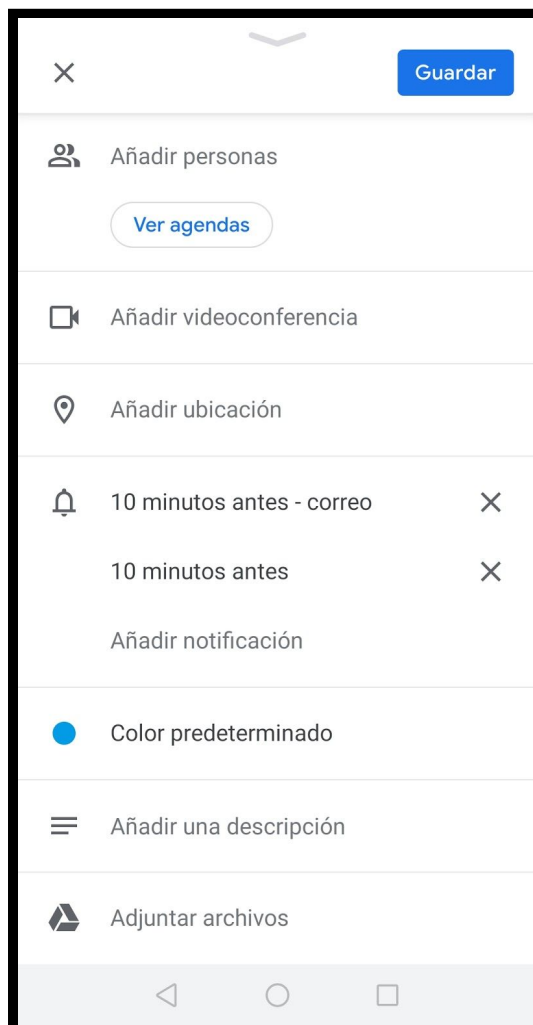 Guardar
Añadir personas
Ver agendas
Añadir videoconferencia
Añadir ubicación
10 minutos antes - correo
10 minutos antes
Añadir notificación
Color predeterminado
Añadir una descripción
Adjuntar archivos